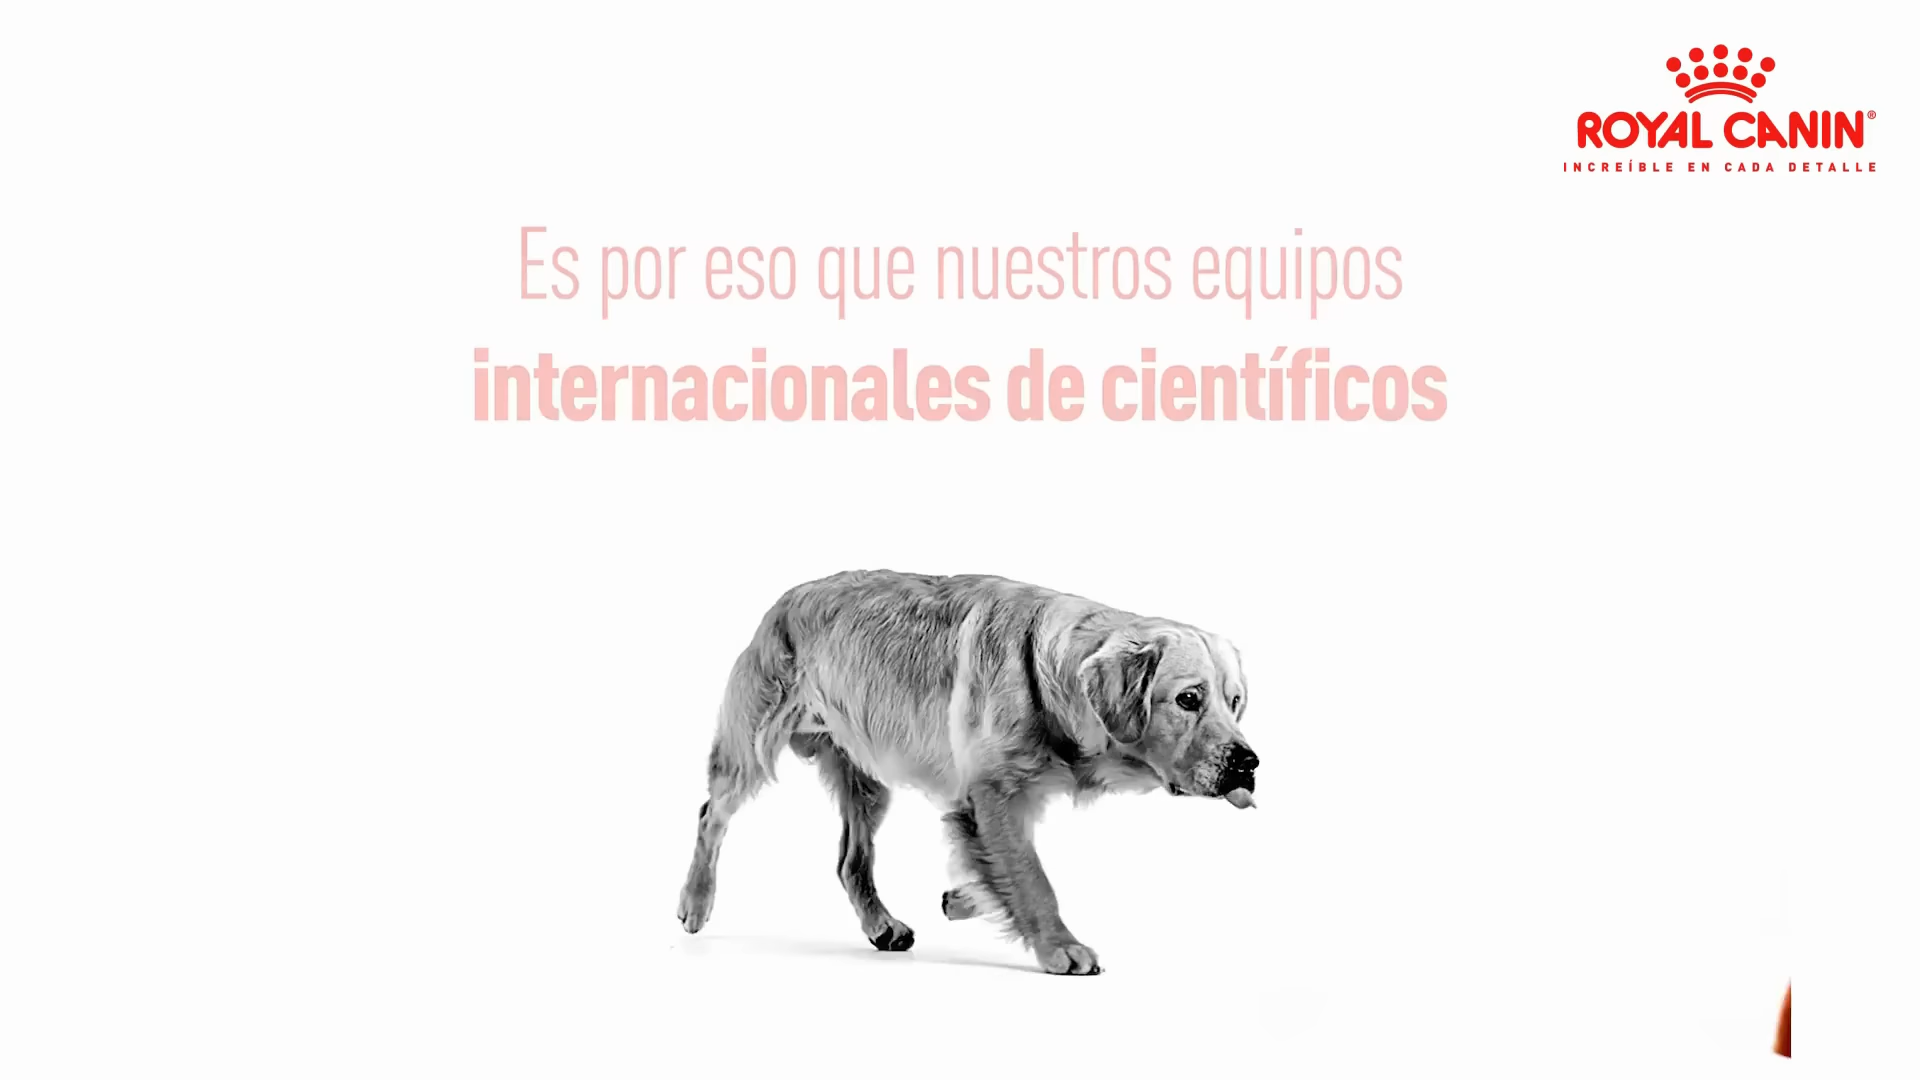 ROYAL CANIN®
INCREÍBLE EN CADA DETALLE
Es por eso que nuestros equipos
internacionales de científicos